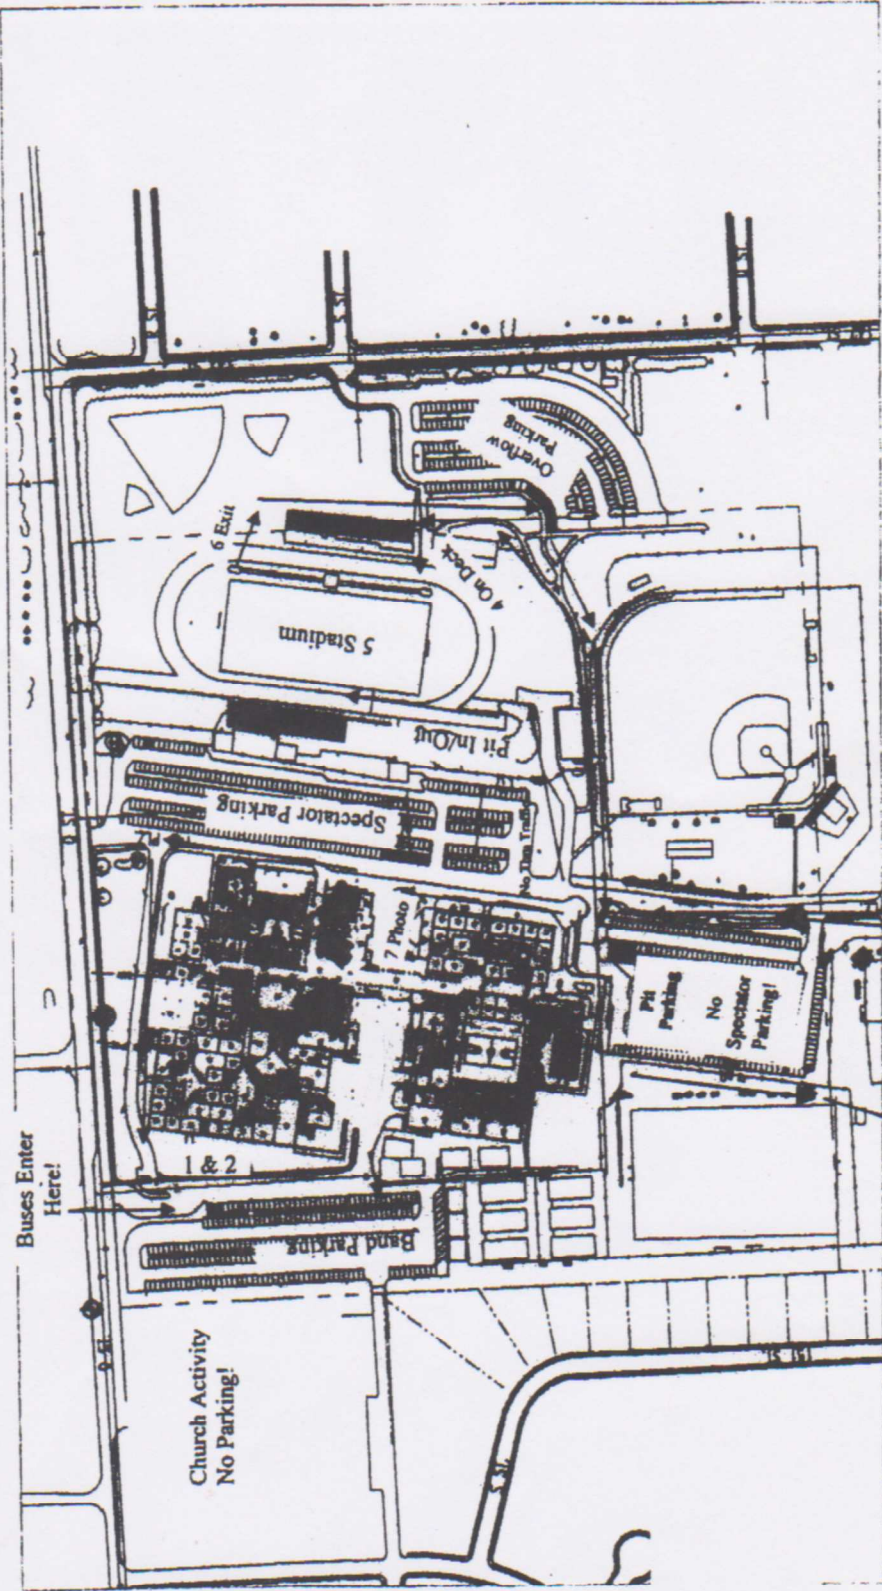 Buses Enter
Here!
Church Activity
No Parking!
1 & 2
Band Parking
7 Photo
Spectator Parking
Pit In/Out
5 Stadium
6 Exit
4 On Deck
Overflow
Parking
Pit
Parking
No
Spectator
Parking!